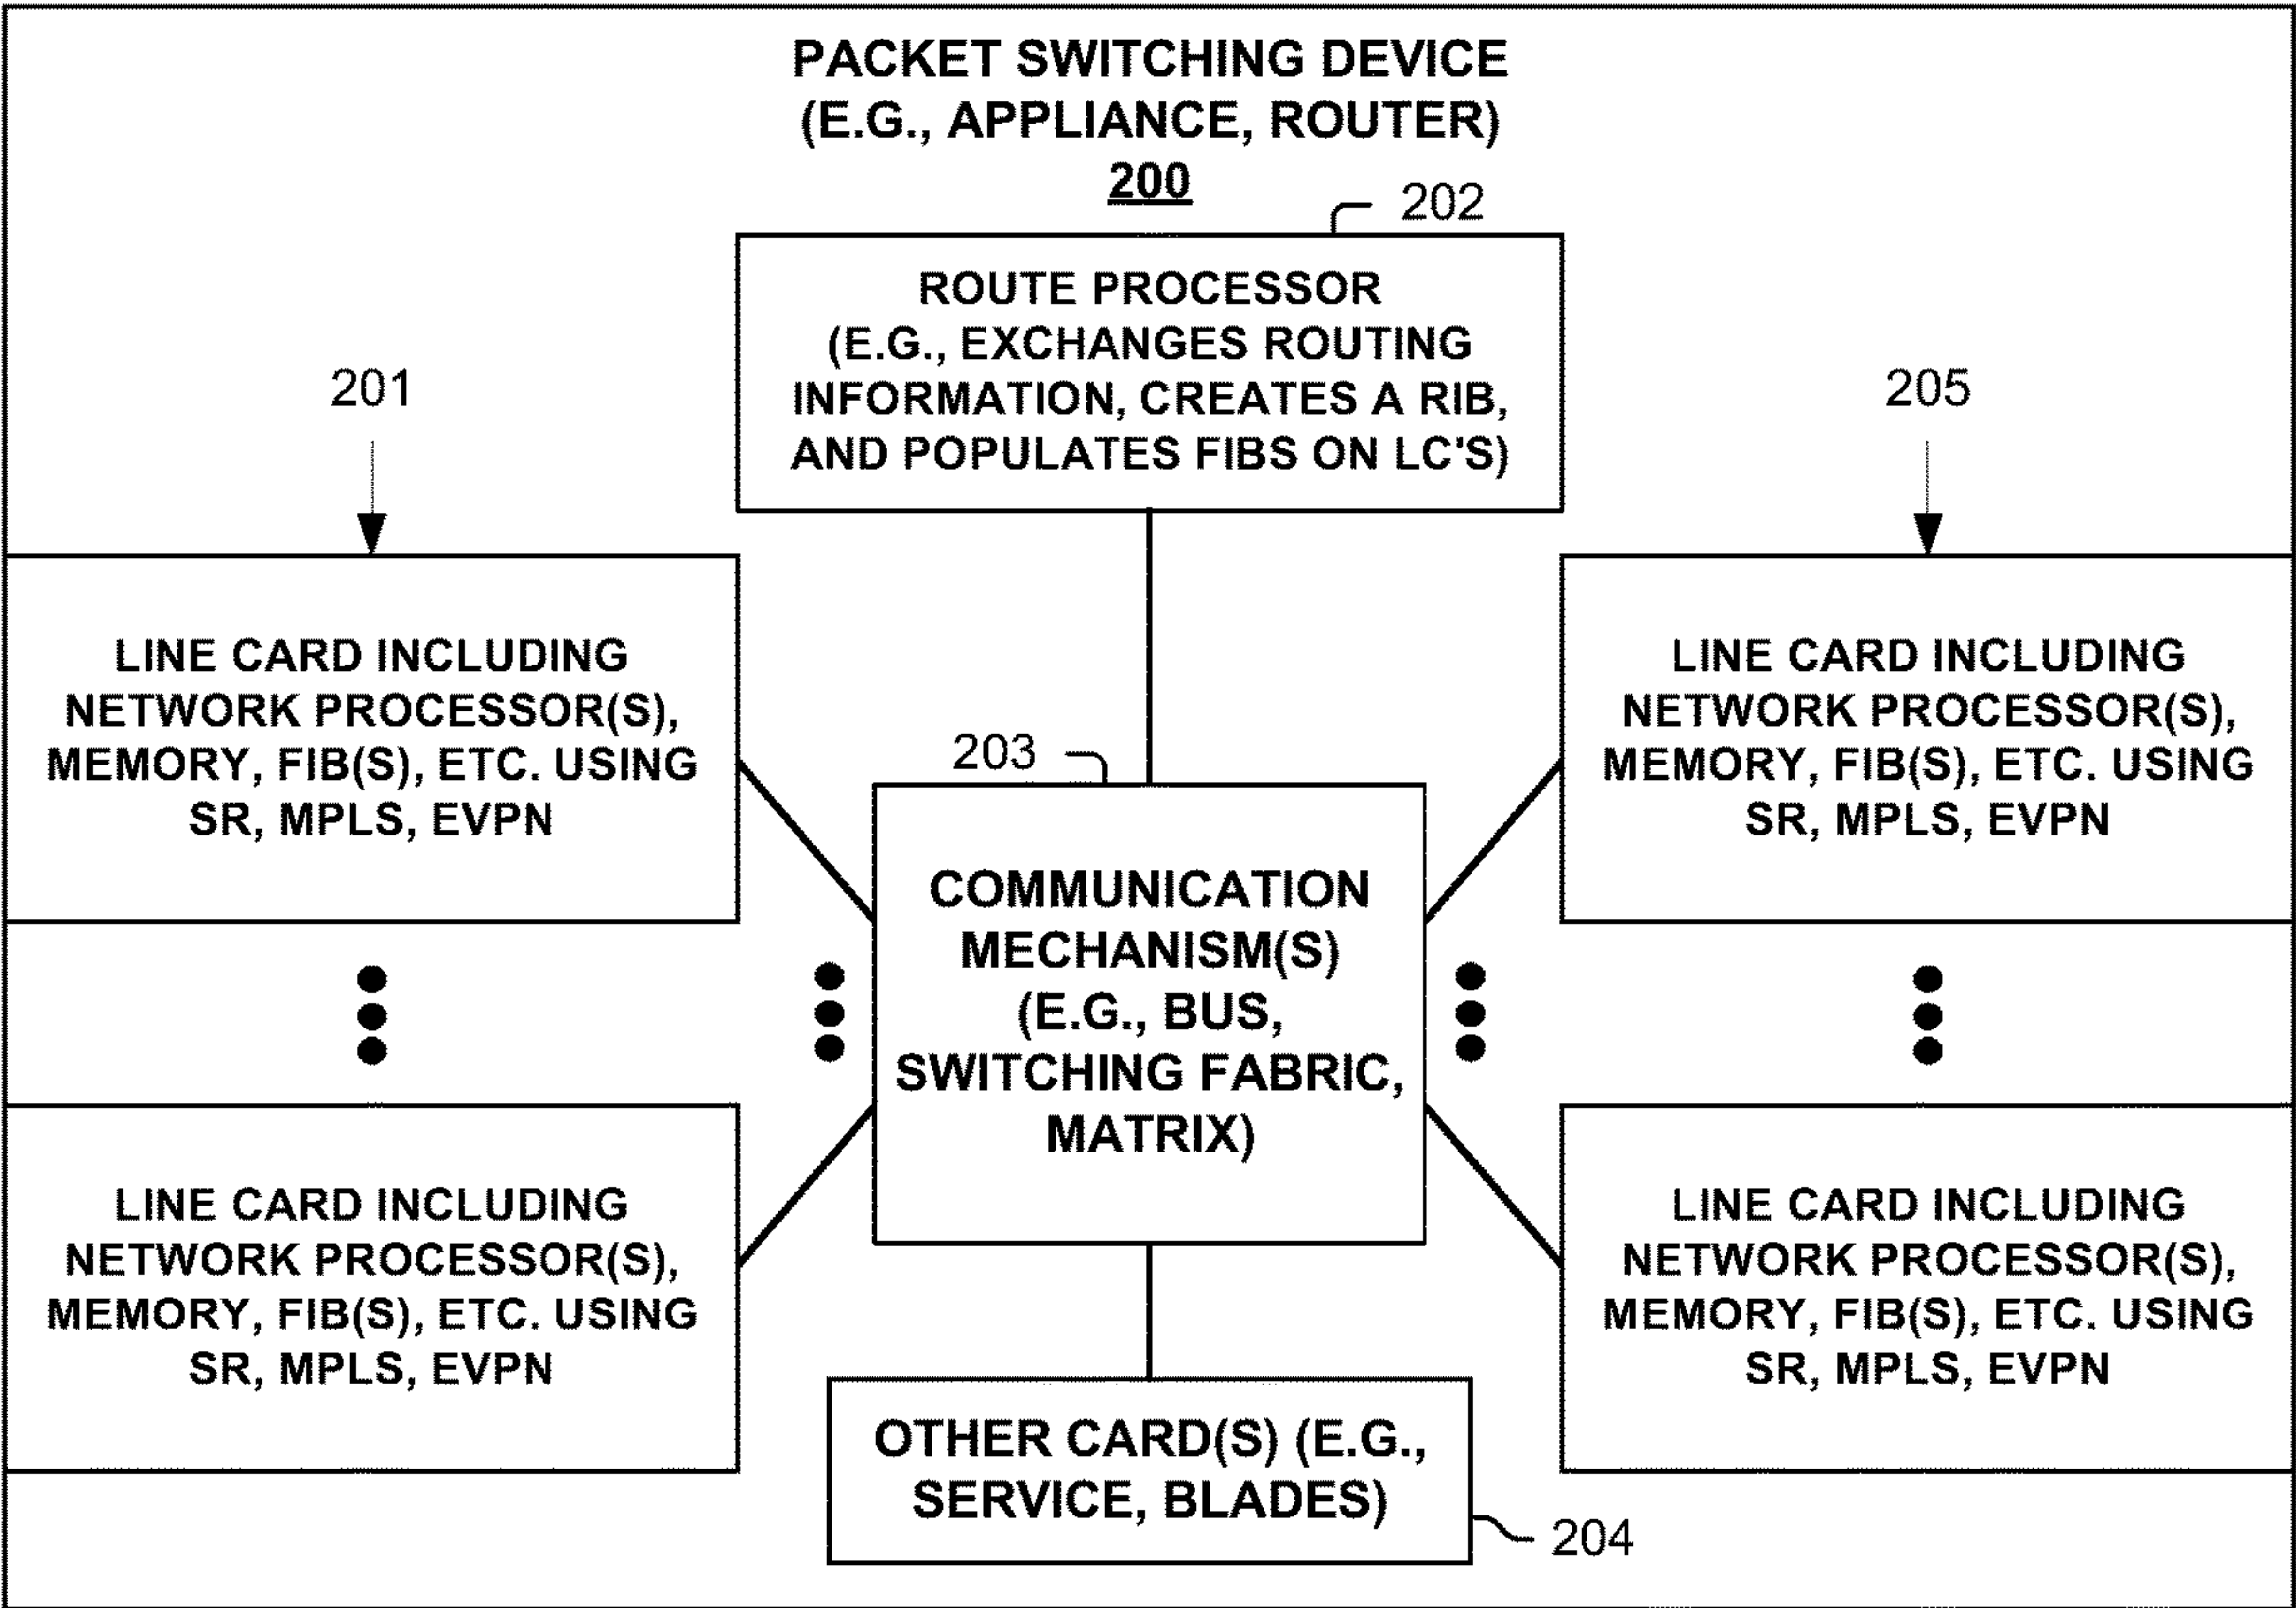 PACKET SWITCHING DEVICE
(E.G., APPLIANCE, ROUTER)
200
202
ROUTE PROCESSOR
(E.G., EXCHANGES ROUTING
INFORMATION, CREATES A RIB,
AND POPULATES FIBS ON LC'S)
201
LINE CARD INCLUDING
NETWORK PROCESSOR(S),
MEMORY, FIB(S), ETC. USING
SR, MPLS, EVPN
LINE CARD INCLUDING
NETWORK PROCESSOR(S),
MEMORY, FIB(S), ETC. USING
SR, MPLS, EVPN
203
COMMUNICATION
MECHANISM(S)
(E.G., BUS,
SWITCHING FABRIC,
MATRIX)
205
LINE CARD INCLUDING
NETWORK PROCESSOR(S),
MEMORY, FIB(S), ETC. USING
SR, MPLS, EVPN
LINE CARD INCLUDING
NETWORK PROCESSOR(S),
MEMORY, FIB(S), ETC. USING
SR, MPLS, EVPN
OTHER CARD(S) (E.G.,
SERVICE, BLADES)
204